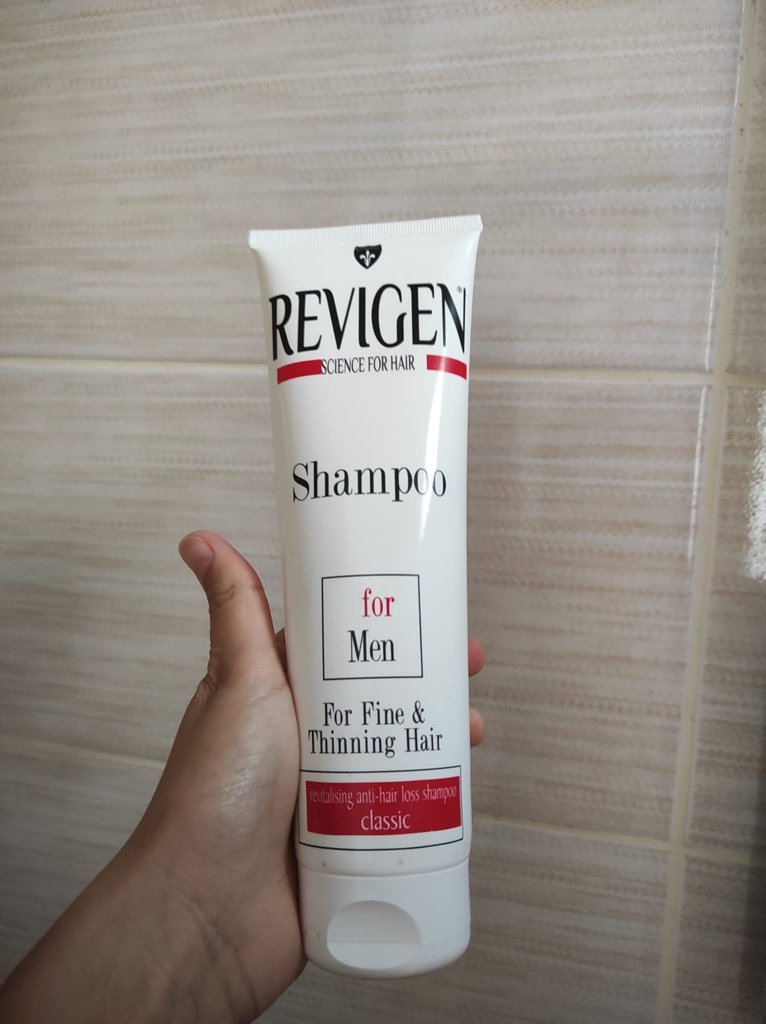 REVIGEN®
SCIENCE FOR HAIR
Shampoo
for
Men
For Fine &
Thinning Hair
revitalising anti-hair loss shampoo
classic